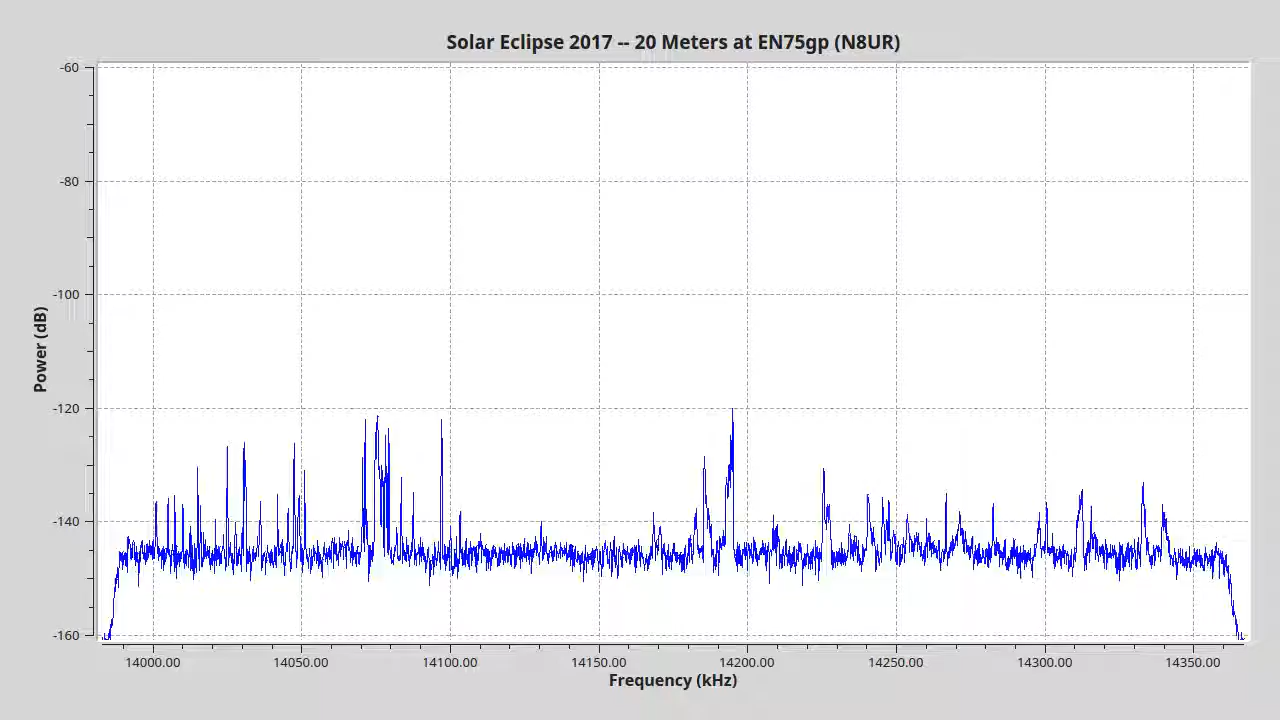 Solar Eclipse 2017 -- 20 Meters at EN75gp (N8UR)
-60
-80
-100
-120
-140
-160
Power (dB)
14000.00 14050.00 14100.00 14150.00 14200.00 14250.00 14300.00 14350.00
Frequency (kHz)